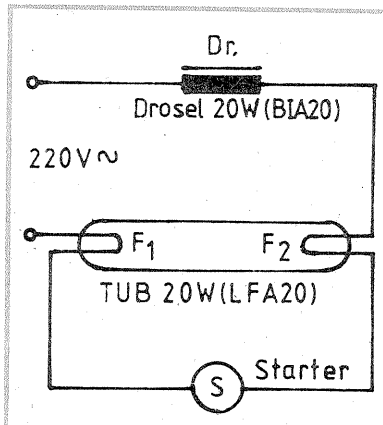 Dr.
Drosel 20W (BIA20)
220V ~
F1 F2
TUB 20W (LFA20)
S Starter